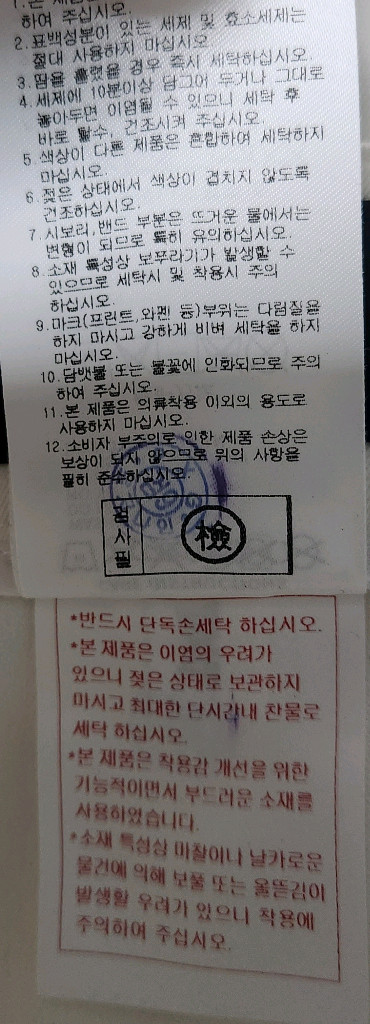 1.본 제품
하여 주십시오.
2.표백성분이 있는 세제 및 효소세제는
절대 사용하지 마십시오
3.땀을 흘렸을 경우 즉시 세탁하십시오.
4.세제에 10분이상 담그어 두거나 그대로
놓아두면 이염될 수 있으니 세탁 후
바로 탈수, 건조시켜 주십시오.
5.색상이 다른 제품은 혼합하여 세탁하지
마십시오.
6.젖은 상태에서 색상이 겹치지 않도록
건조하십시오.
7.시보리,밴드 부분은 뜨거운 물에서는
변형이 되므로 특히 유의하십시오.
8.소재 특성상 보푸라기가 발생할 수
있으므로 세탁시 및 착용시 주의
하십시오.
9.마크(프린트,와펜 등)부위는 다림질을
하지 마시고 강하게 비벼 세탁을 하지
마십시오.
10.담뱃불 또는 불꽃에 인화되므로 주의
하여 주십시오.
11.본 제품은 의류착용 이외의 용도로
사용하지 마십시오.
12.소비자 부주의로 인한 제품 손상은
보상이 되지 않으므로 위의 사항을
필히 준수하십시오.
검사필 檢
*반드시 단독손세탁 하십시오.
*본 제품은 이염의 우려가
있으니 젖은 상태로 보관하지
마시고 최대한 단시간내 찬물로
세탁 하십시오.
*본 제품은 착용감 개선을 위한
기능적이면서 부드러운 소재를
사용하였습니다.
*소재 특성상 마찰이나 날카로운
물건에 의해 보풀 또는 올뜯김이
발생할 우려가 있으니 착용에
주의하여 주십시오.